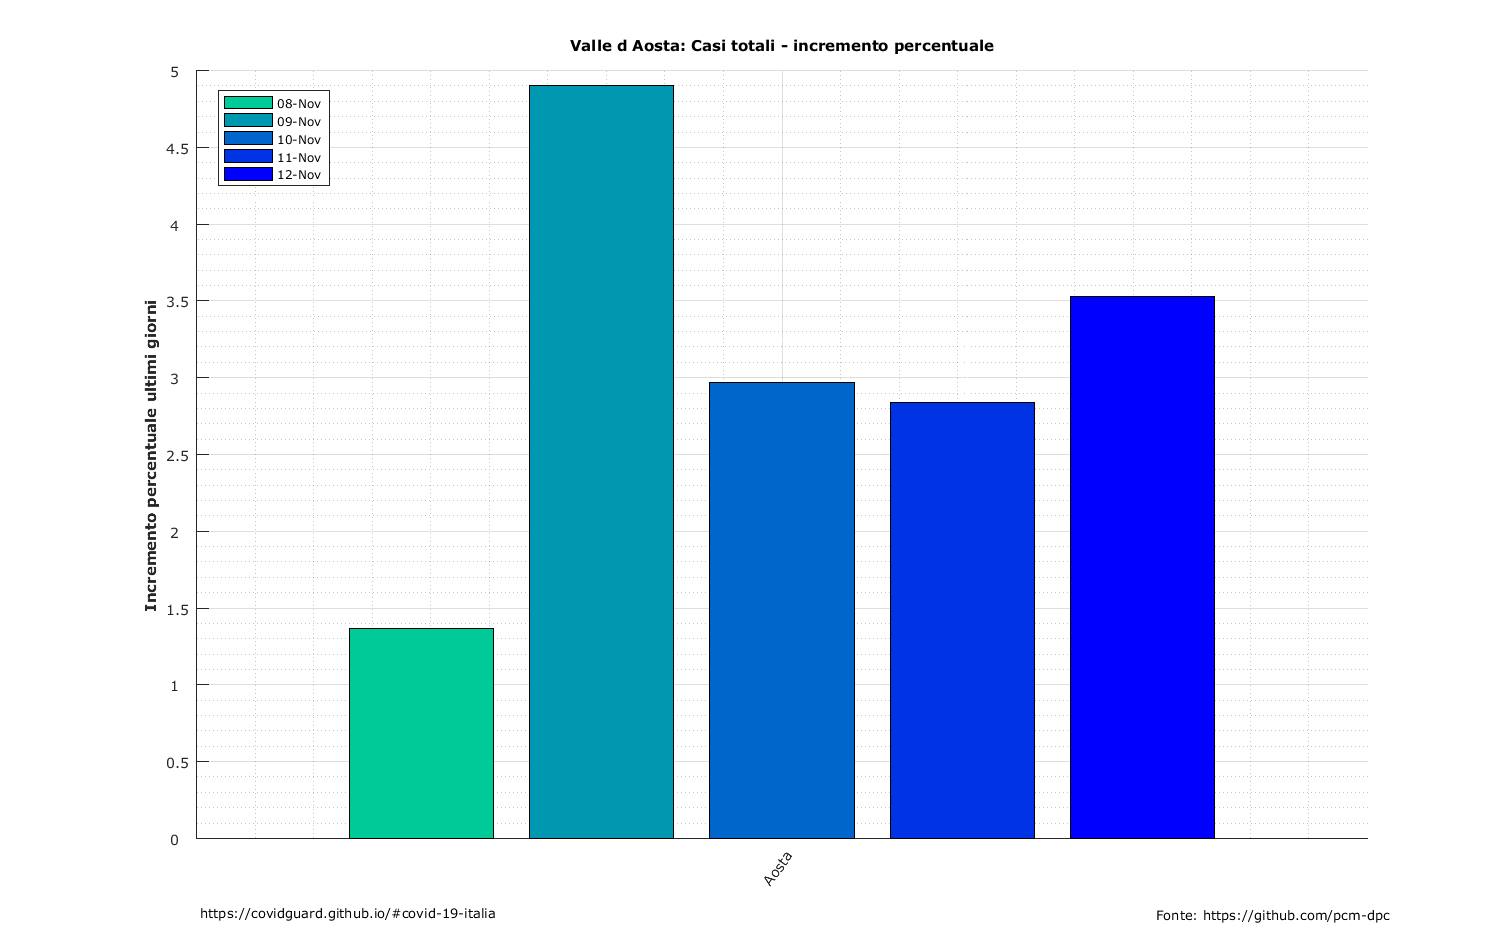 Valle d Aosta: Casi totali - incremento percentuale
5
4.5
4
3.5
3
2.5
2
1.5
1
0.5
0
08-Nov
09-Nov
10-Nov
11-Nov
12-Nov
Incremento percentuale ultimi giorni
Aosta
https://covidguard.github.io/#covid-19-italia
Fonte: https://github.com/pcm-dpc